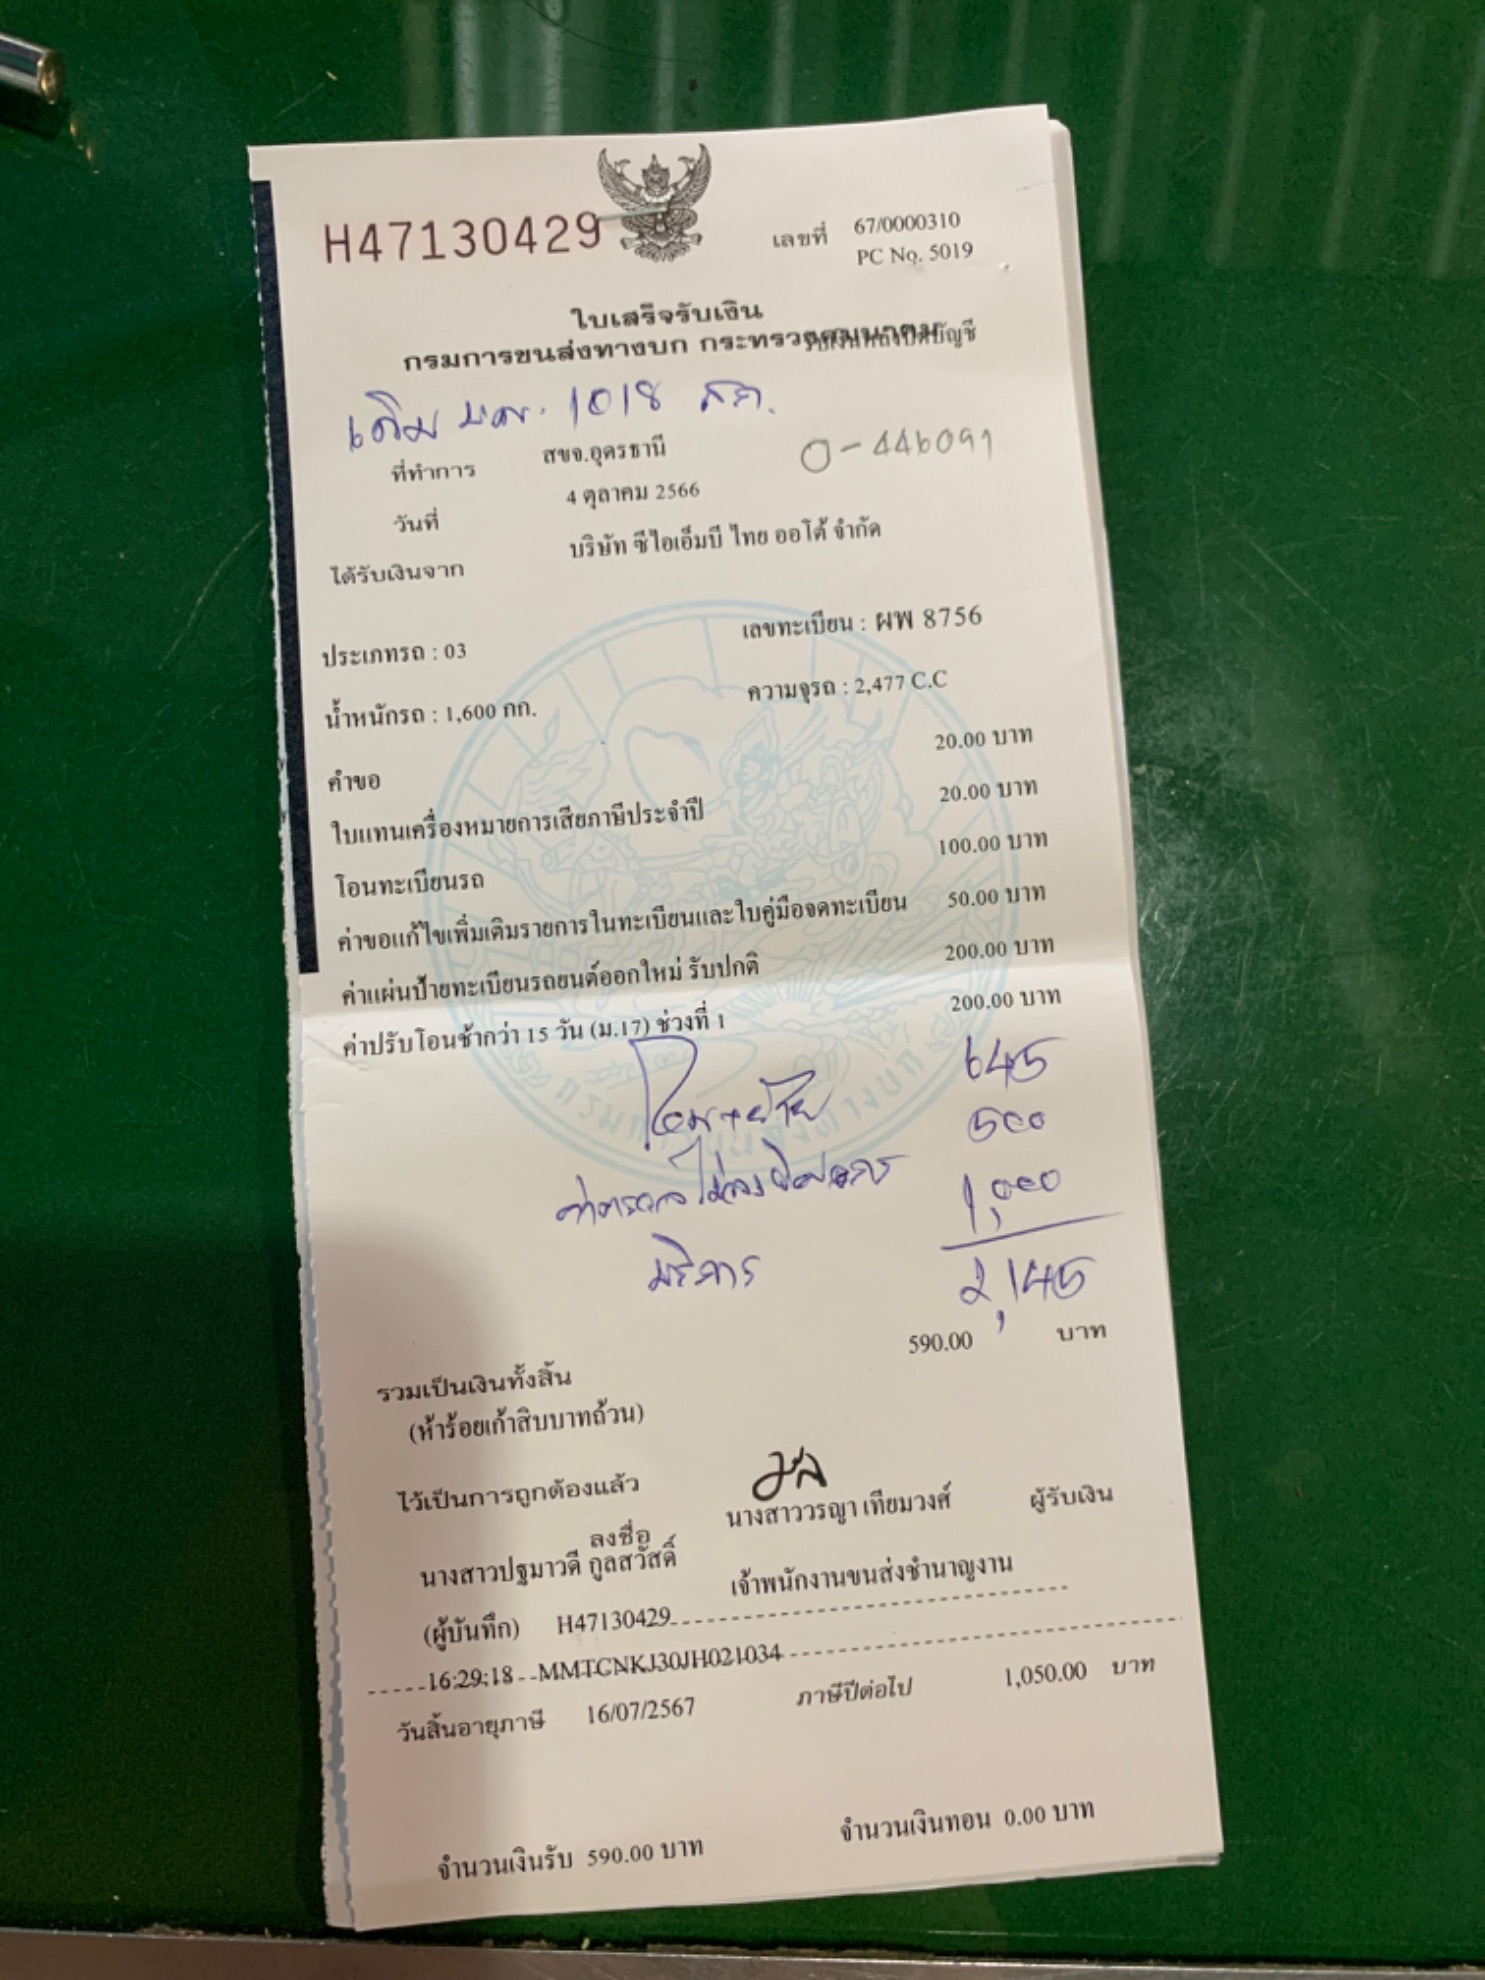 H47130429
เลขที่ 67/0000310
PC No. 5019
ใบเสร็จรับเงิน
กรมการขนส่งทางบก กระทรวงคมนาคม
รับเงินหลังปิดบัญชี
เดิม 1018 สก.
ที่ทำการ สขจ.อุดรธานี
0-446091
วันที่ 4 ตุลาคม 2566
ได้รับเงินจาก บริษัท ซีไอเอ็มบี ไทย ออโต้ จำกัด
ประเภทรถ : 03 เลขทะเบียน : ผพ 8756
น้ำหนักรถ : 1,600 กก. ความจุรถ : 2,477 C.C
คำขอ 20.00 บาท
ใบแทนเครื่องหมายการเสียภาษีประจำปี 20.00 บาท
โอนทะเบียนรถ 100.00 บาท
ค่าขอแก้ไขเพิ่มเติมรายการในทะเบียนและใบคู่มือจดทะเบียน 50.00 บาท
ค่าแผ่นป้ายทะเบียนรถยนต์ออกใหม่ รับปกติ 200.00 บาท
ค่าปรับโอนช้ากว่า 15 วัน (ม.17) ช่วงที่ 1 200.00 บาท
กรมการขนส่งทางบก
645
500
1,000
บริการ
2,145
รวมเป็นเงินทั้งสิ้น 590.00 บาท
(ห้าร้อยเก้าสิบบาทถ้วน)
ไว้เป็นการถูกต้องแล้ว
ลงชื่อ นางสาววรญา เทียมวงศ์ ผู้รับเงิน
นางสาวปฐมาวดี กูลสวัสดิ์ เจ้าพนักงานขนส่งชำนาญงาน
(ผู้บันทึก) H47130429
16:29:18 MMTCNKJ30JH021034
วันสิ้นอายุภาษี 16/07/2567 ภาษีปีต่อไป 1,050.00 บาท
จำนวนเงินรับ 590.00 บาท จำนวนเงินทอน 0.00 บาท